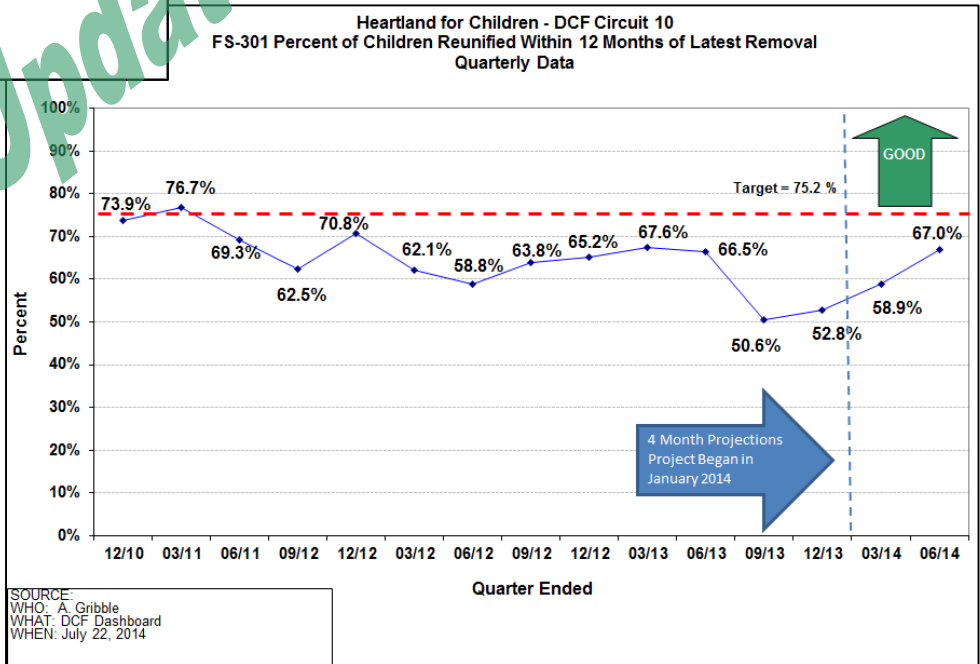 Updat
Heartland for Children - DCF Circuit 10
FS-301 Percent of Children Reunified Within 12 Months of Latest Removal
Quarterly Data
100%
90%
80%
70%
60%
50%
40%
30%
20%
10%
0%
Percent
GOOD
Target = 75.2 %
73.9%
76.7%
69.3%
62.5%
70.8%
62.1%
58.8%
63.8%
65.2%
67.6%
66.5%
50.6%
52.8%
58.9%
67.0%
4 Month Projections
Project Began in
January 2014
12/10 03/11 06/11 09/12 12/12 03/12 06/12 09/12 12/12 03/13 06/13 09/13 12/13 03/14 06/14
Quarter Ended
SOURCE:
WHO: A. Gribble
WHAT: DCF Dashboard
WHEN: July 22, 2014